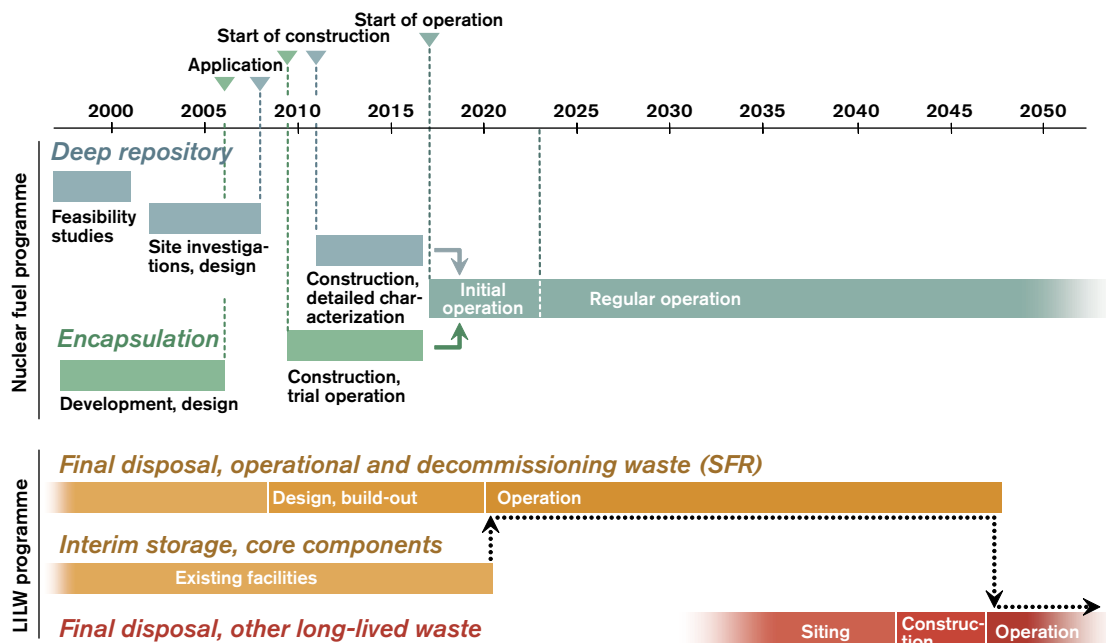 Start of operation
Start of construction
Application
2000 2005 2010 2015 2020 2025 2030 2035 2040 2045 2050
Nuclear fuel programme
Deep repository
Feasibility
studies
Site investiga-
tions, design
Construction,
detailed char-
acterization
Initial
operation
Regular operation
Encapsulation
Development, design
Construction,
trial operation
LILW programme
Final disposal, operational and decommissioning waste (SFR)
Design, build-out
Operation
Interim storage, core components
Existing facilities
Final disposal, other long-lived waste
Siting
Construc-
tion
Operation